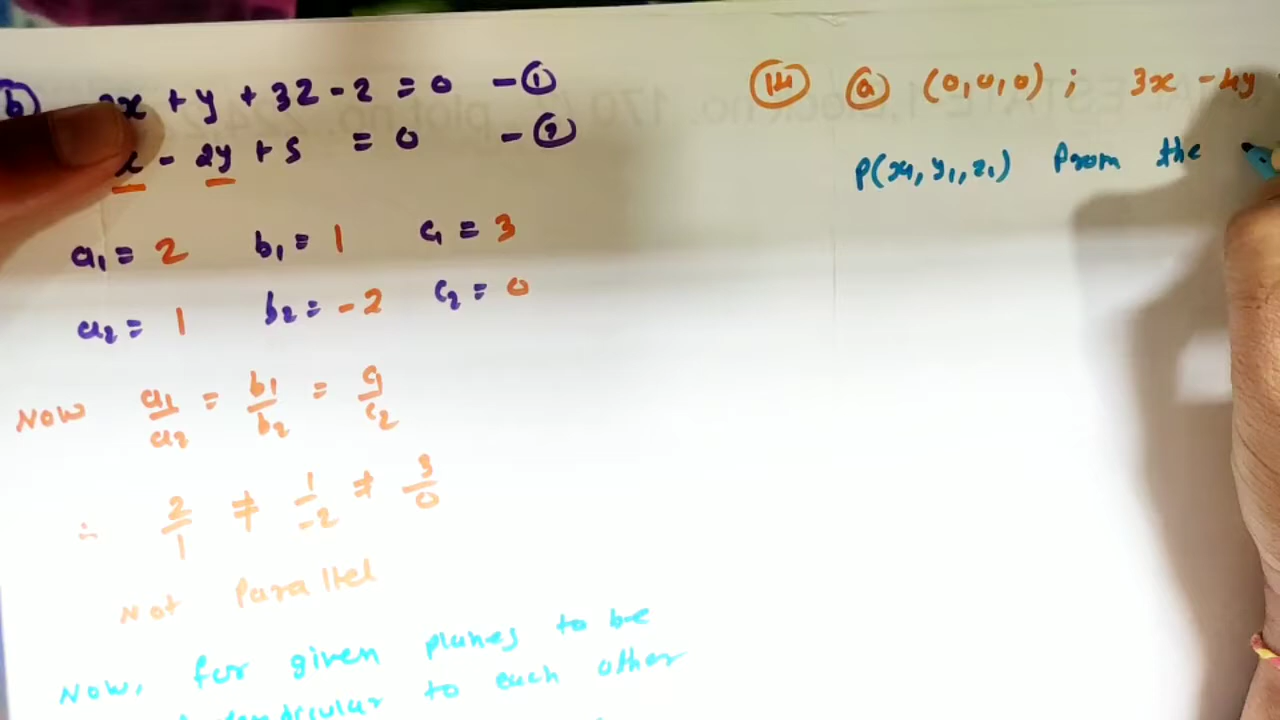 b) 2x + y + 3z - 2 = 0 - ①
x - 2y + 5 = 0 - ②
a₁ = 2 b₁ = 1 c₁ = 3
a₂ = 1 b₂ = -2 c₂ = 0
Now a₁/a₂ = b₁/b₂ = c₁/c₂
∴ 2/1 ≠ 1/-2 ≠ 3/0
Not Parallel
Now, for given planes to be
to each other
14 a (0,0,0) ; 3x - 4y
P(x₁, y₁, z₁) From the